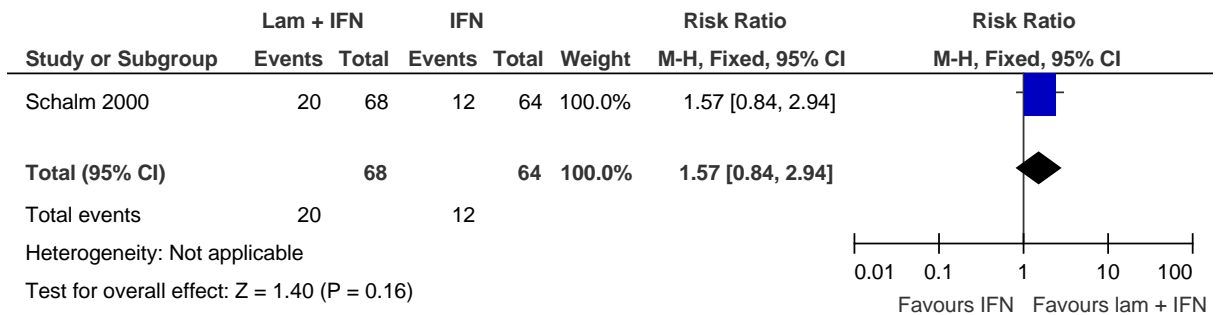 Lam + IFN IFN Risk Ratio Risk Ratio
Study or Subgroup Events Total Events Total Weight M-H, Fixed, 95% CI M-H, Fixed, 95% CI
Schalm 2000 20 68 12 64 100.0% 1.57 [0.84, 2.94]
Total (95% CI) 68 64 100.0% 1.57 [0.84, 2.94]
Total events 20 12
Heterogeneity: Not applicable
Test for overall effect: Z = 1.40 (P = 0.16)
0.01 0.1 1 10 100
Favours IFN Favours lam + IFN